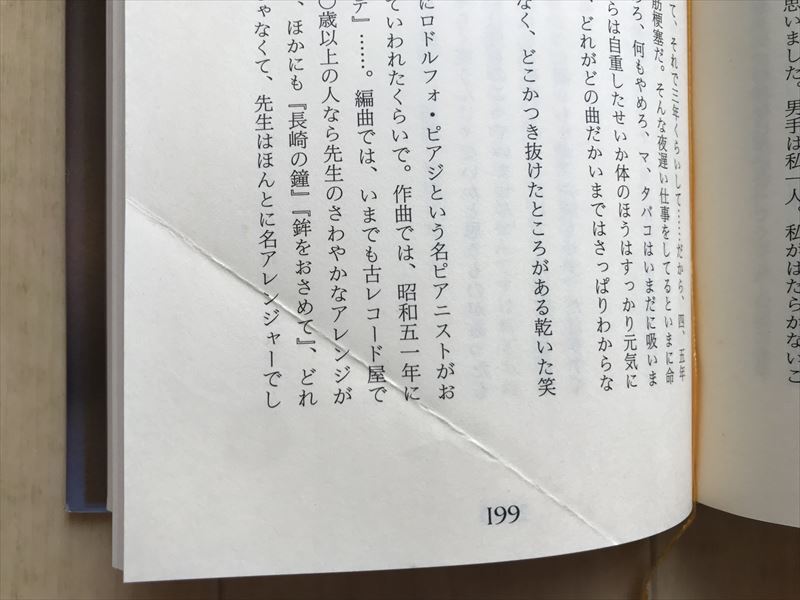 思いました。男手は私一人、私がはたらかないこ
て、それで三年くらいして……だから、四、五年
筋梗塞だ。そんな夜遅い仕事をしてるといまに命
ろ、何もやめろ、マ、タバコはいまだに吸いま
らは自重したせいか体のほうはすっかり元気に
、どれがどの曲だかいまではさっぱりわからな
なく、どこかつき抜けたところがある乾いた笑
にロドルフォ・ピアジという名ピアニストがお
ていわれたくらいで。作曲では、昭和五一年に
テ』……。編曲では、いまでも古レコード屋で
〇歳以上の人なら先生のさわやかなアレンジが
、ほかにも『長崎の鐘』『鉾をおさめて』、どれ
ゃなくて、先生はほんとに名アレンジャーでし
199